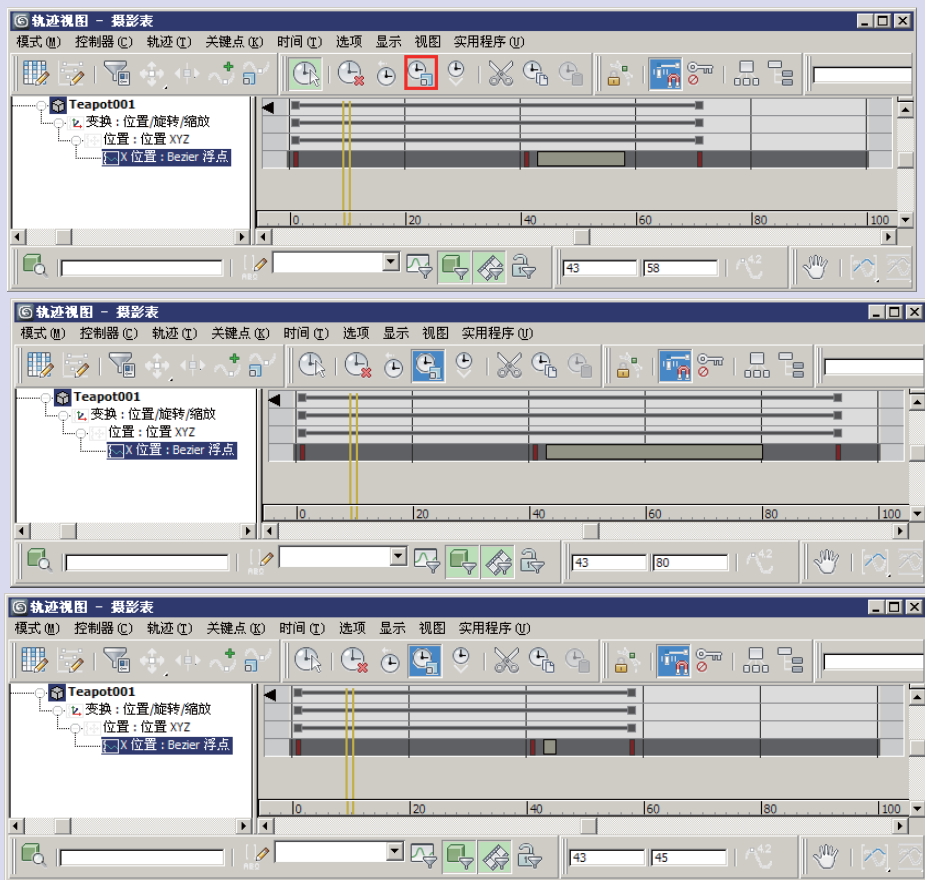 轨迹视图 - 摄影表
模式(M) 控制器(C) 轨迹(T) 关键点(K) 时间(I) 选项 显示 视图 实用程序(U)
Teapot001
变换:位置/旋转/缩放
位置:位置 XYZ
X 位置:Bezier 浮点
0 20 40 60 80 100
43 58
轨迹视图 - 摄影表
模式(M) 控制器(C) 轨迹(T) 关键点(K) 时间(I) 选项 显示 视图 实用程序(U)
Teapot001
变换:位置/旋转/缩放
位置:位置 XYZ
X 位置:Bezier 浮点
0 20 40 60 80 100
43 80
轨迹视图 - 摄影表
模式(M) 控制器(C) 轨迹(T) 关键点(K) 时间(I) 选项 显示 视图 实用程序(U)
Teapot001
变换:位置/旋转/缩放
位置:位置 XYZ
X 位置:Bezier 浮点
0 20 40 60 80 100
43 45